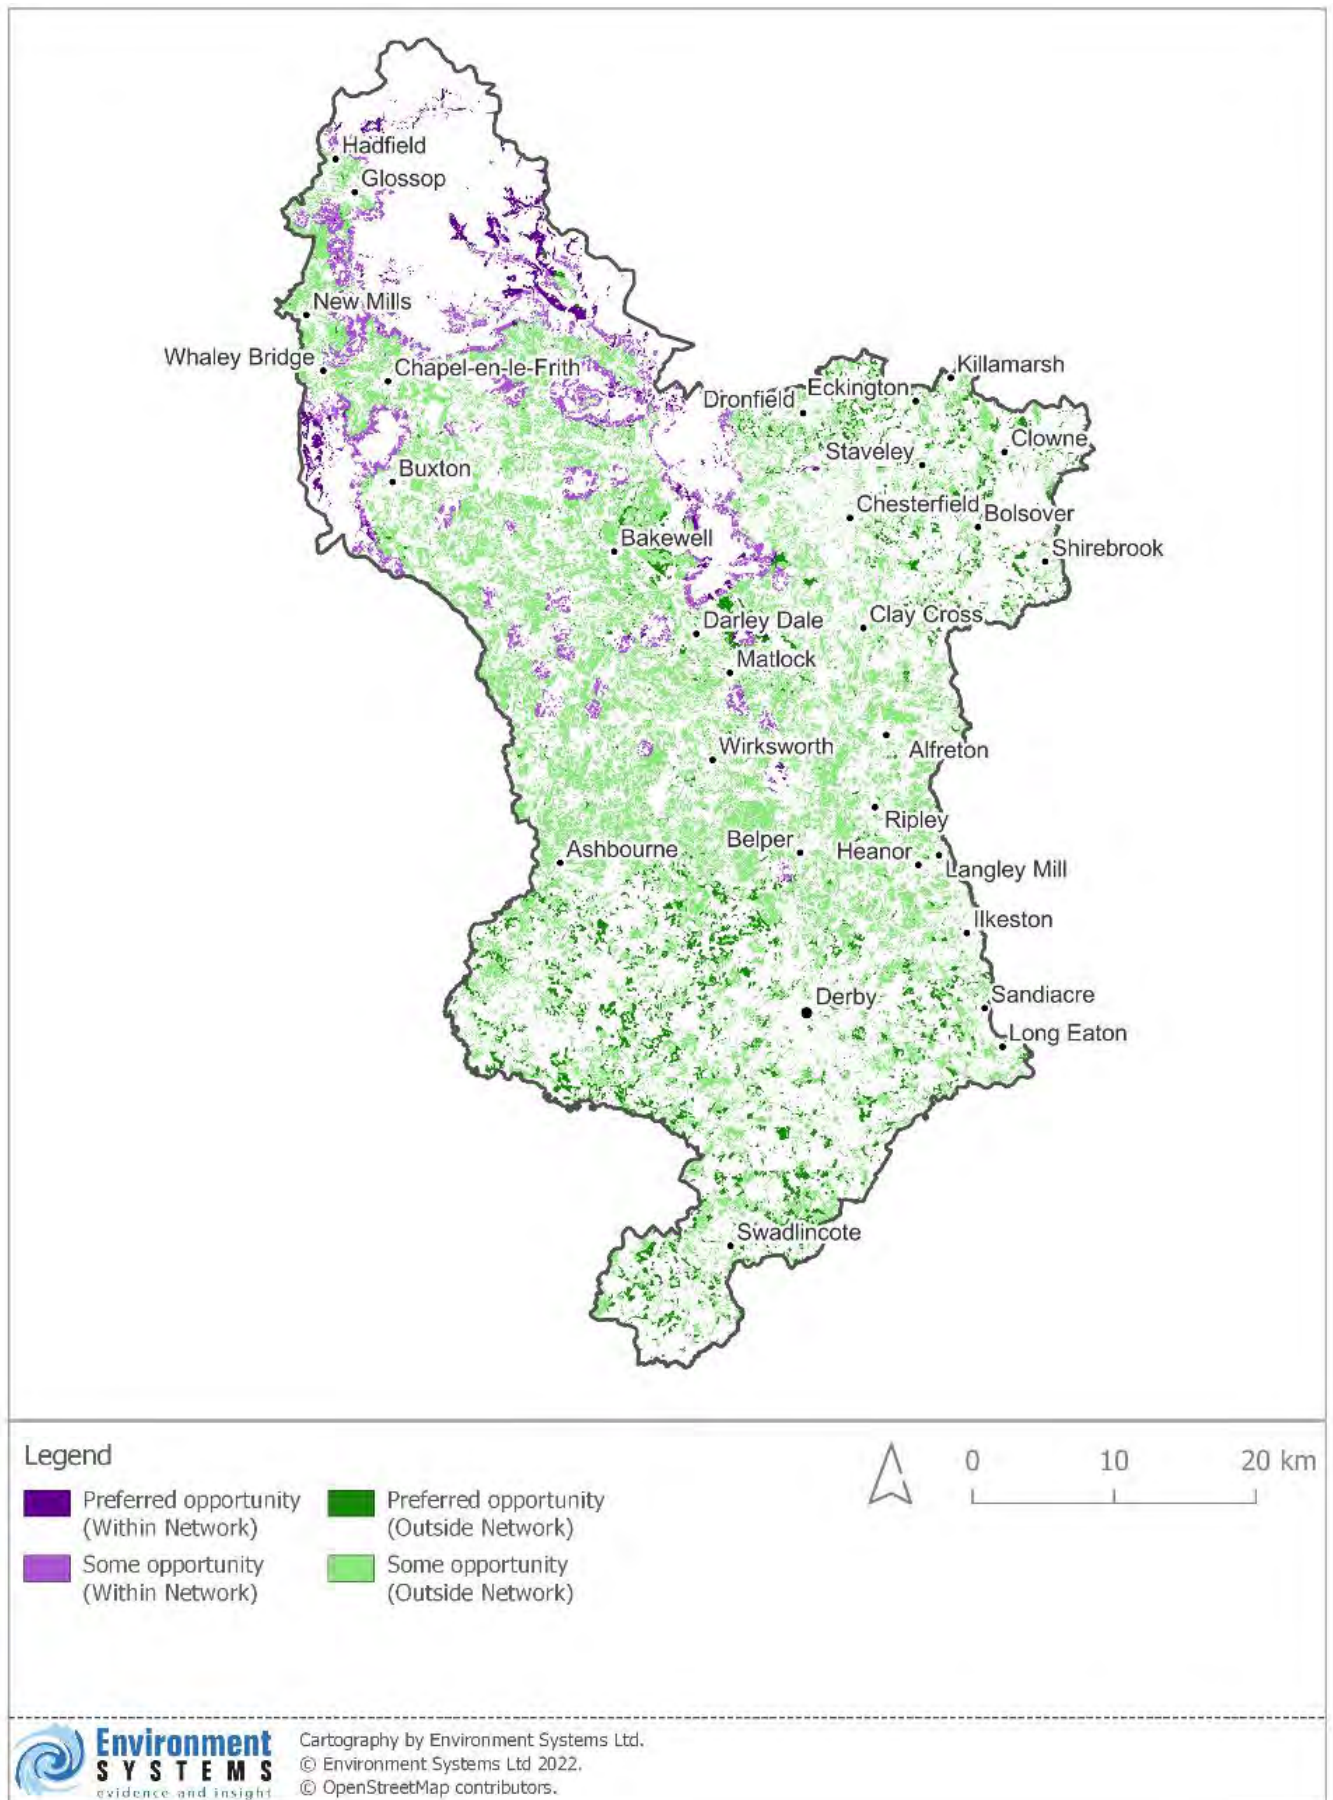 Hadfield
Glossop
New Mills
Whaley Bridge
Chapel-en-le-Frith
Killamarsh
Eckington
Dronfield
Clowne
Staveley
Buxton
Chesterfield
Bolsover
Bakewell
Shirebrook
Clay Cross
Darley Dale
Matlock
Wirksworth
Alfreton
Ripley
Belper
Heanor
Ashbourne
Langley Mill
Ilkeston
Sandiacre
Derby
Long Eaton
Swadlincote
Legend
0 10 20 km
Preferred opportunity
(Within Network)
Preferred opportunity
(Outside Network)
Some opportunity
(Within Network)
Some opportunity
(Outside Network)
Environment
SYSTEMS
evidence and insight
Cartography by Environment Systems Ltd.
© Environment Systems Ltd 2022.
© OpenStreetMap contributors.